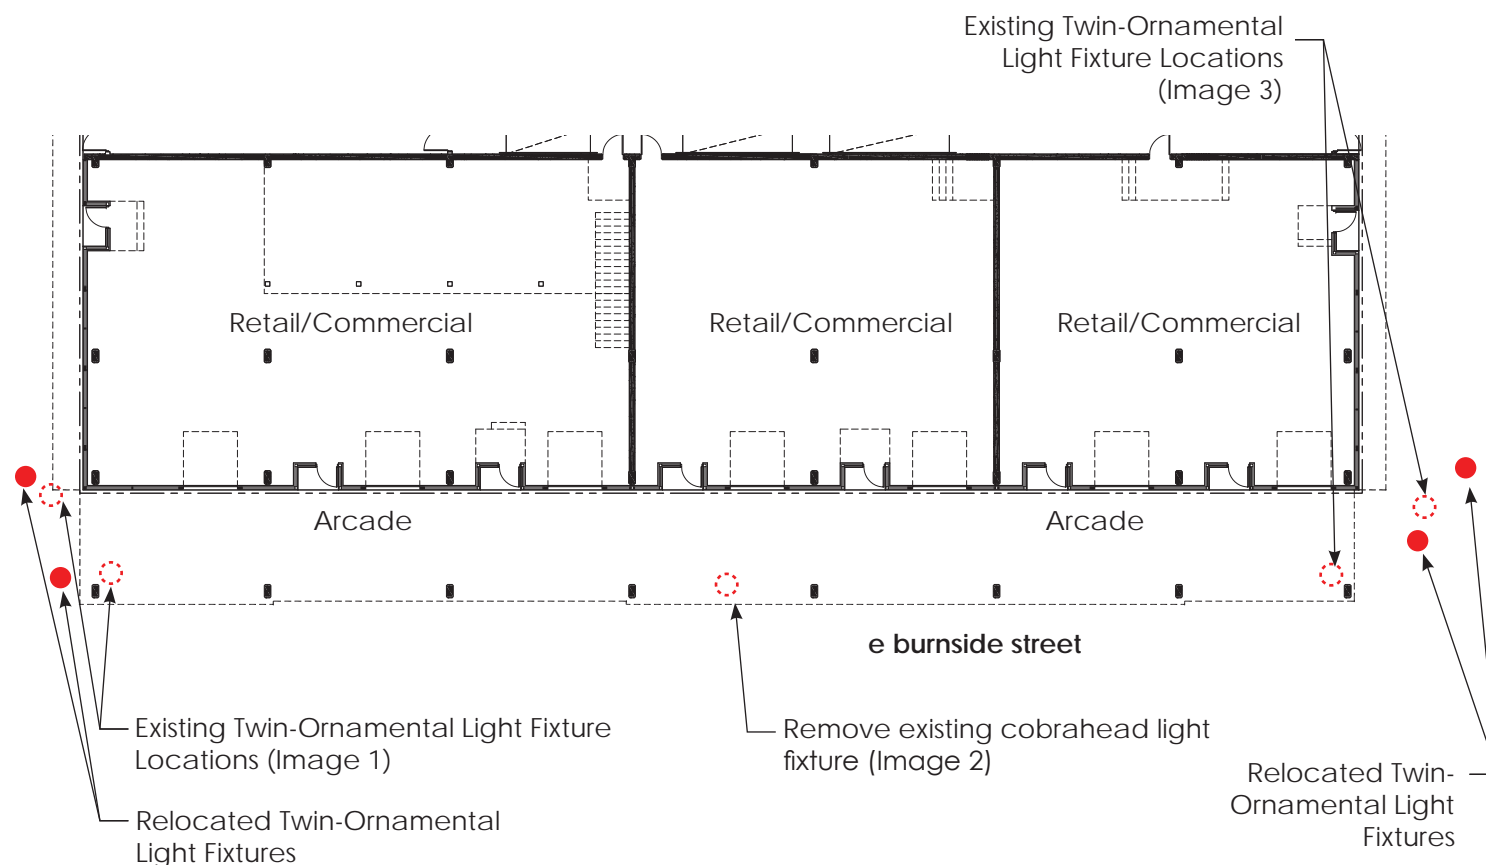 Existing Twin-Ornamental
Light Fixture Locations
(Image 3)
Retail/Commercial
Retail/Commercial
Retail/Commercial
Arcade
Arcade
e burnside street
Existing Twin-Ornamental Light Fixture
Locations (Image 1)
Remove existing cobrahead light
fixture (Image 2)
Relocated Twin-
Ornamental Light
Fixtures
Relocated Twin-Ornamental
Light Fixtures